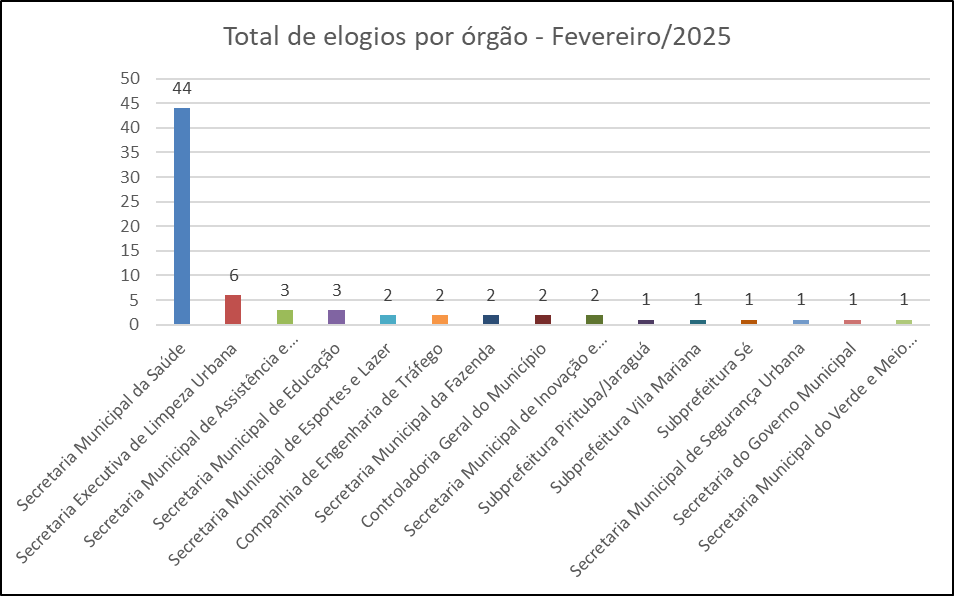 Total de elogios por órgão - Fevereiro/2025
50
45
40
35
30
25
20
15
10
5
0
44
6
3
3
2
2
2
2
2
1
1
1
1
1
1
Secretaria Municipal da Saúde
Secretaria Executiva de Limpeza Urbana
Secretaria Municipal de Assistência e...
Secretaria Municipal de Educação
Secretaria Municipal de Esportes e Lazer
Companhia de Engenharia de Tráfego
Secretaria Municipal da Fazenda
Controladoria Geral do Município
Secretaria Municipal de Inovação e...
Subprefeitura Pirituba/Jaraguá
Subprefeitura Vila Mariana
Subprefeitura Sé
Secretaria Municipal de Segurança Urbana
Secretaria do Governo Municipal
Secretaria Municipal do Verde e Meio...